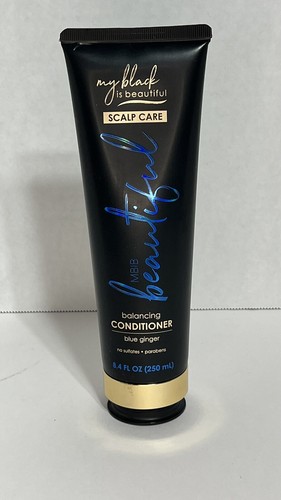 my black
is beautiful
SCALP CARE
MBIB
beautiful
balancing
CONDITIONER
blue ginger
no sulfates • parabens
8.4 FL OZ (250 mL)